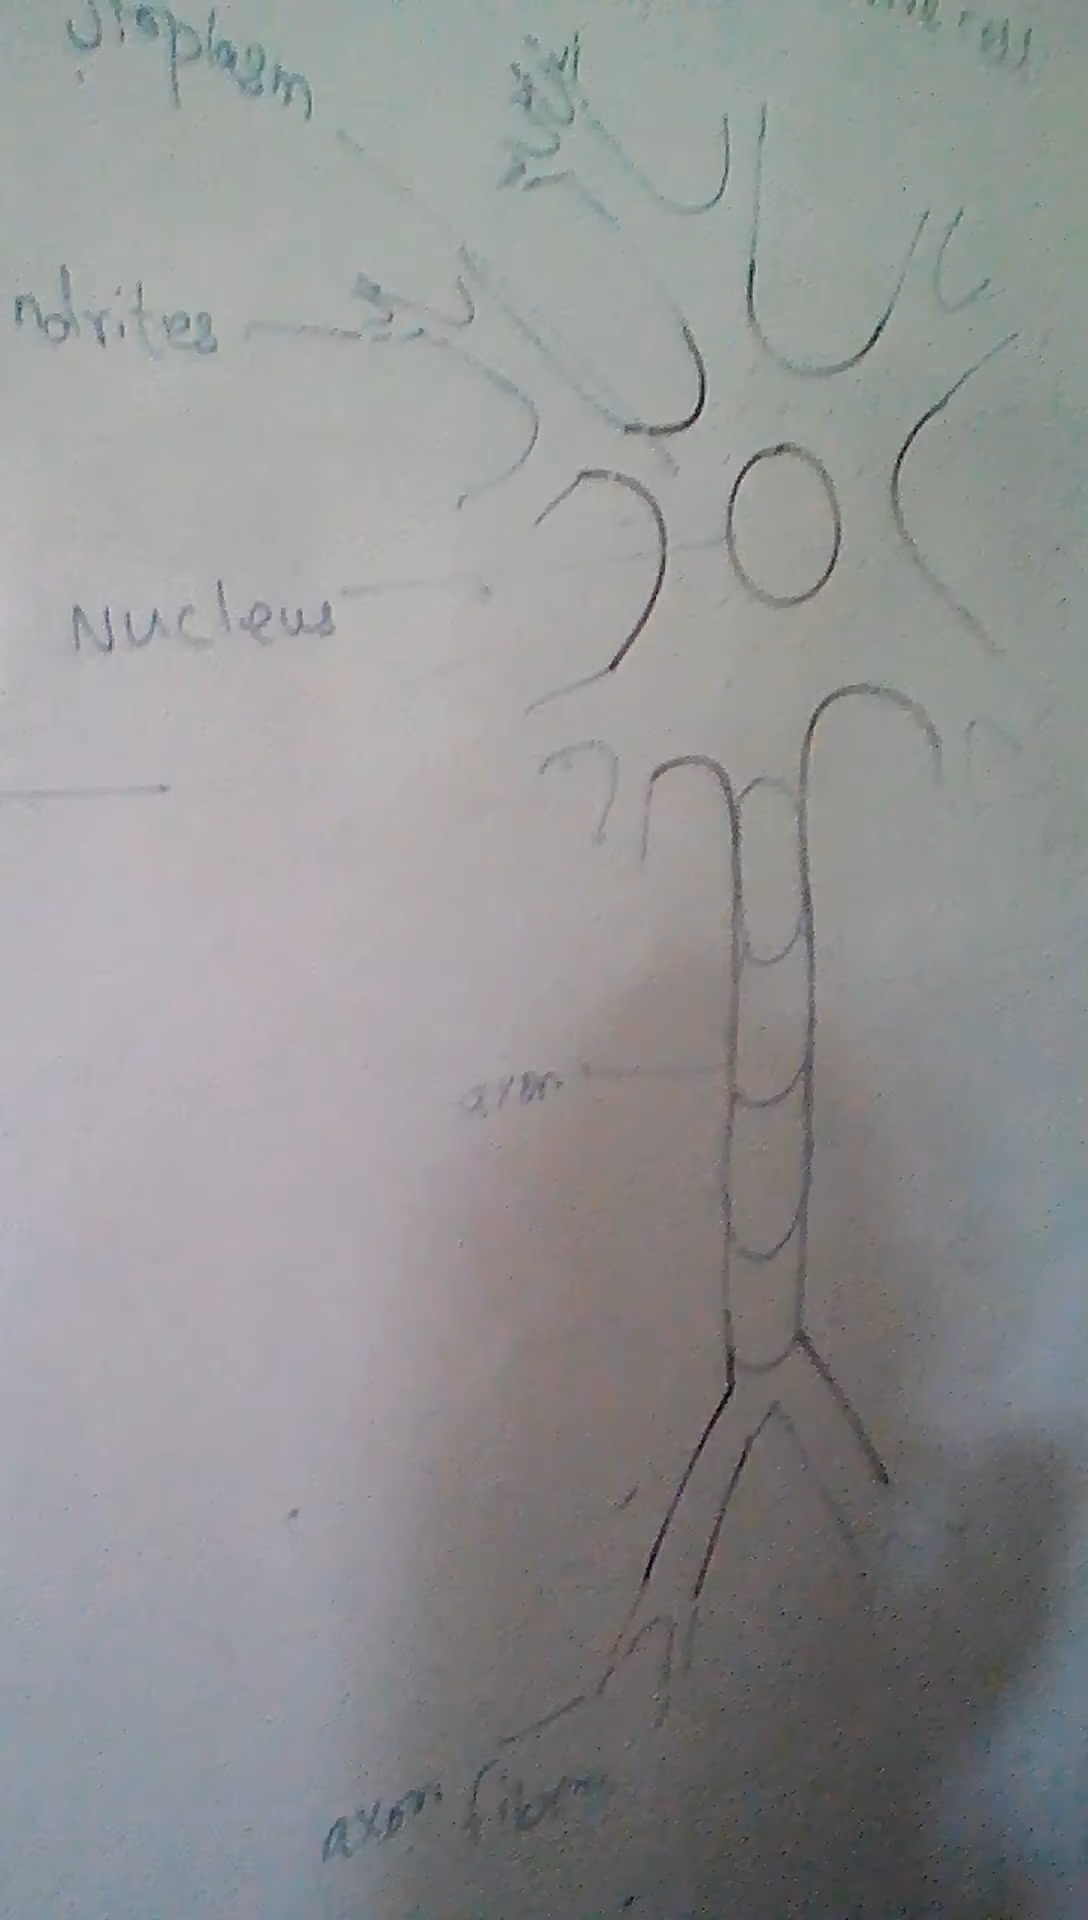 ytoplasm
ndrites
Nucleus
axon
axon fibre